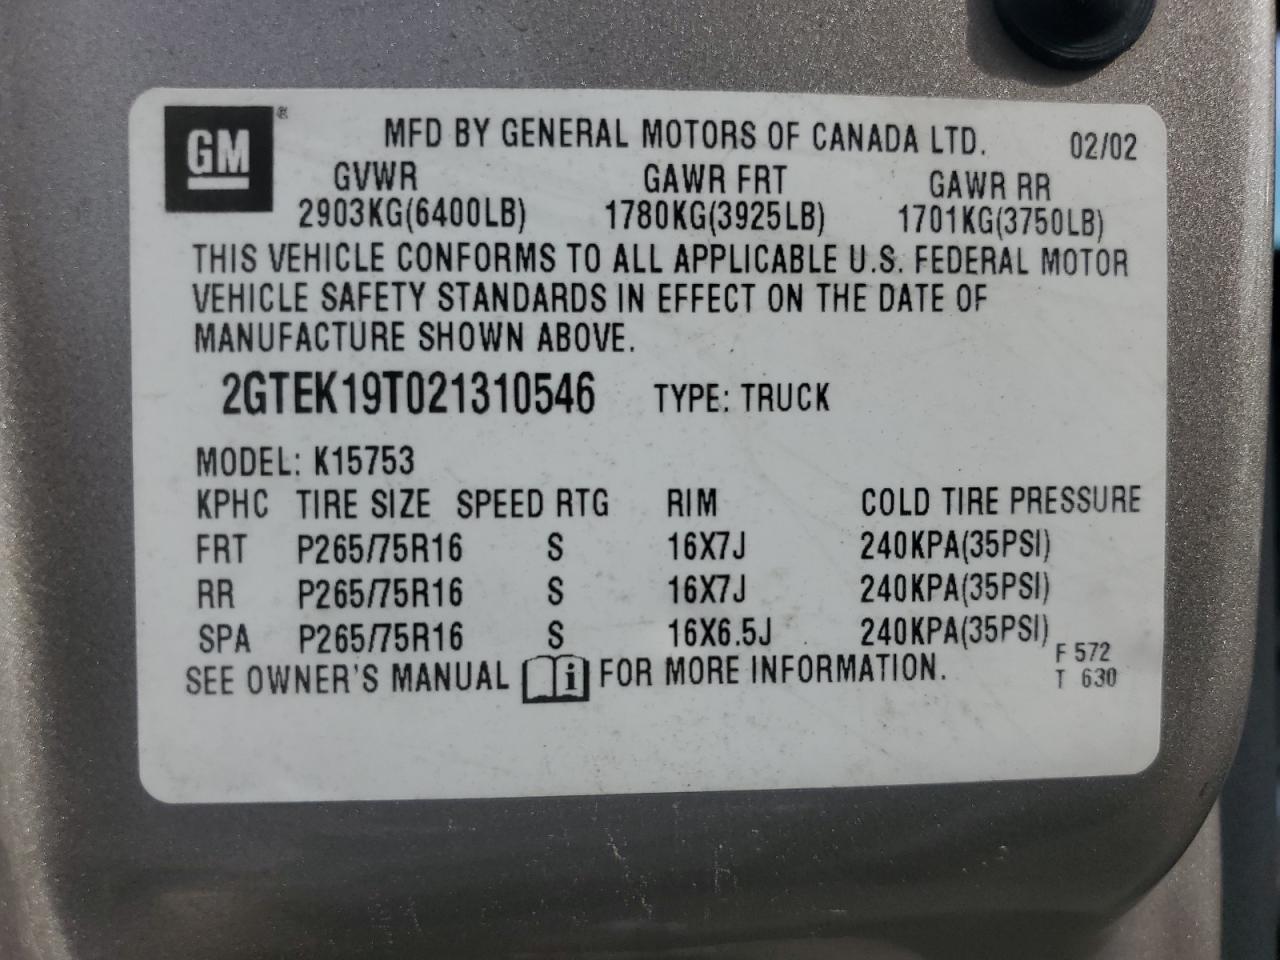 GM ® MFD BY GENERAL MOTORS OF CANADA LTD. 02/02
GVWR GAWR FRT GAWR RR
2903KG(6400LB) 1780KG(3925LB) 1701KG(3750LB)
THIS VEHICLE CONFORMS TO ALL APPLICABLE U.S. FEDERAL MOTOR
VEHICLE SAFETY STANDARDS IN EFFECT ON THE DATE OF
MANUFACTURE SHOWN ABOVE.
2GTEK19T021310546 TYPE: TRUCK
MODEL: K15753
KPHC TIRE SIZE SPEED RTG RIM COLD TIRE PRESSURE
FRT P265/75R16 S 16X7J 240KPA(35PSI)
RR P265/75R16 S 16X7J 240KPA(35PSI)
SPA P265/75R16 S 16X6.5J 240KPA(35PSI)
SEE OWNER'S MANUAL i FOR MORE INFORMATION.
F 572
T 630